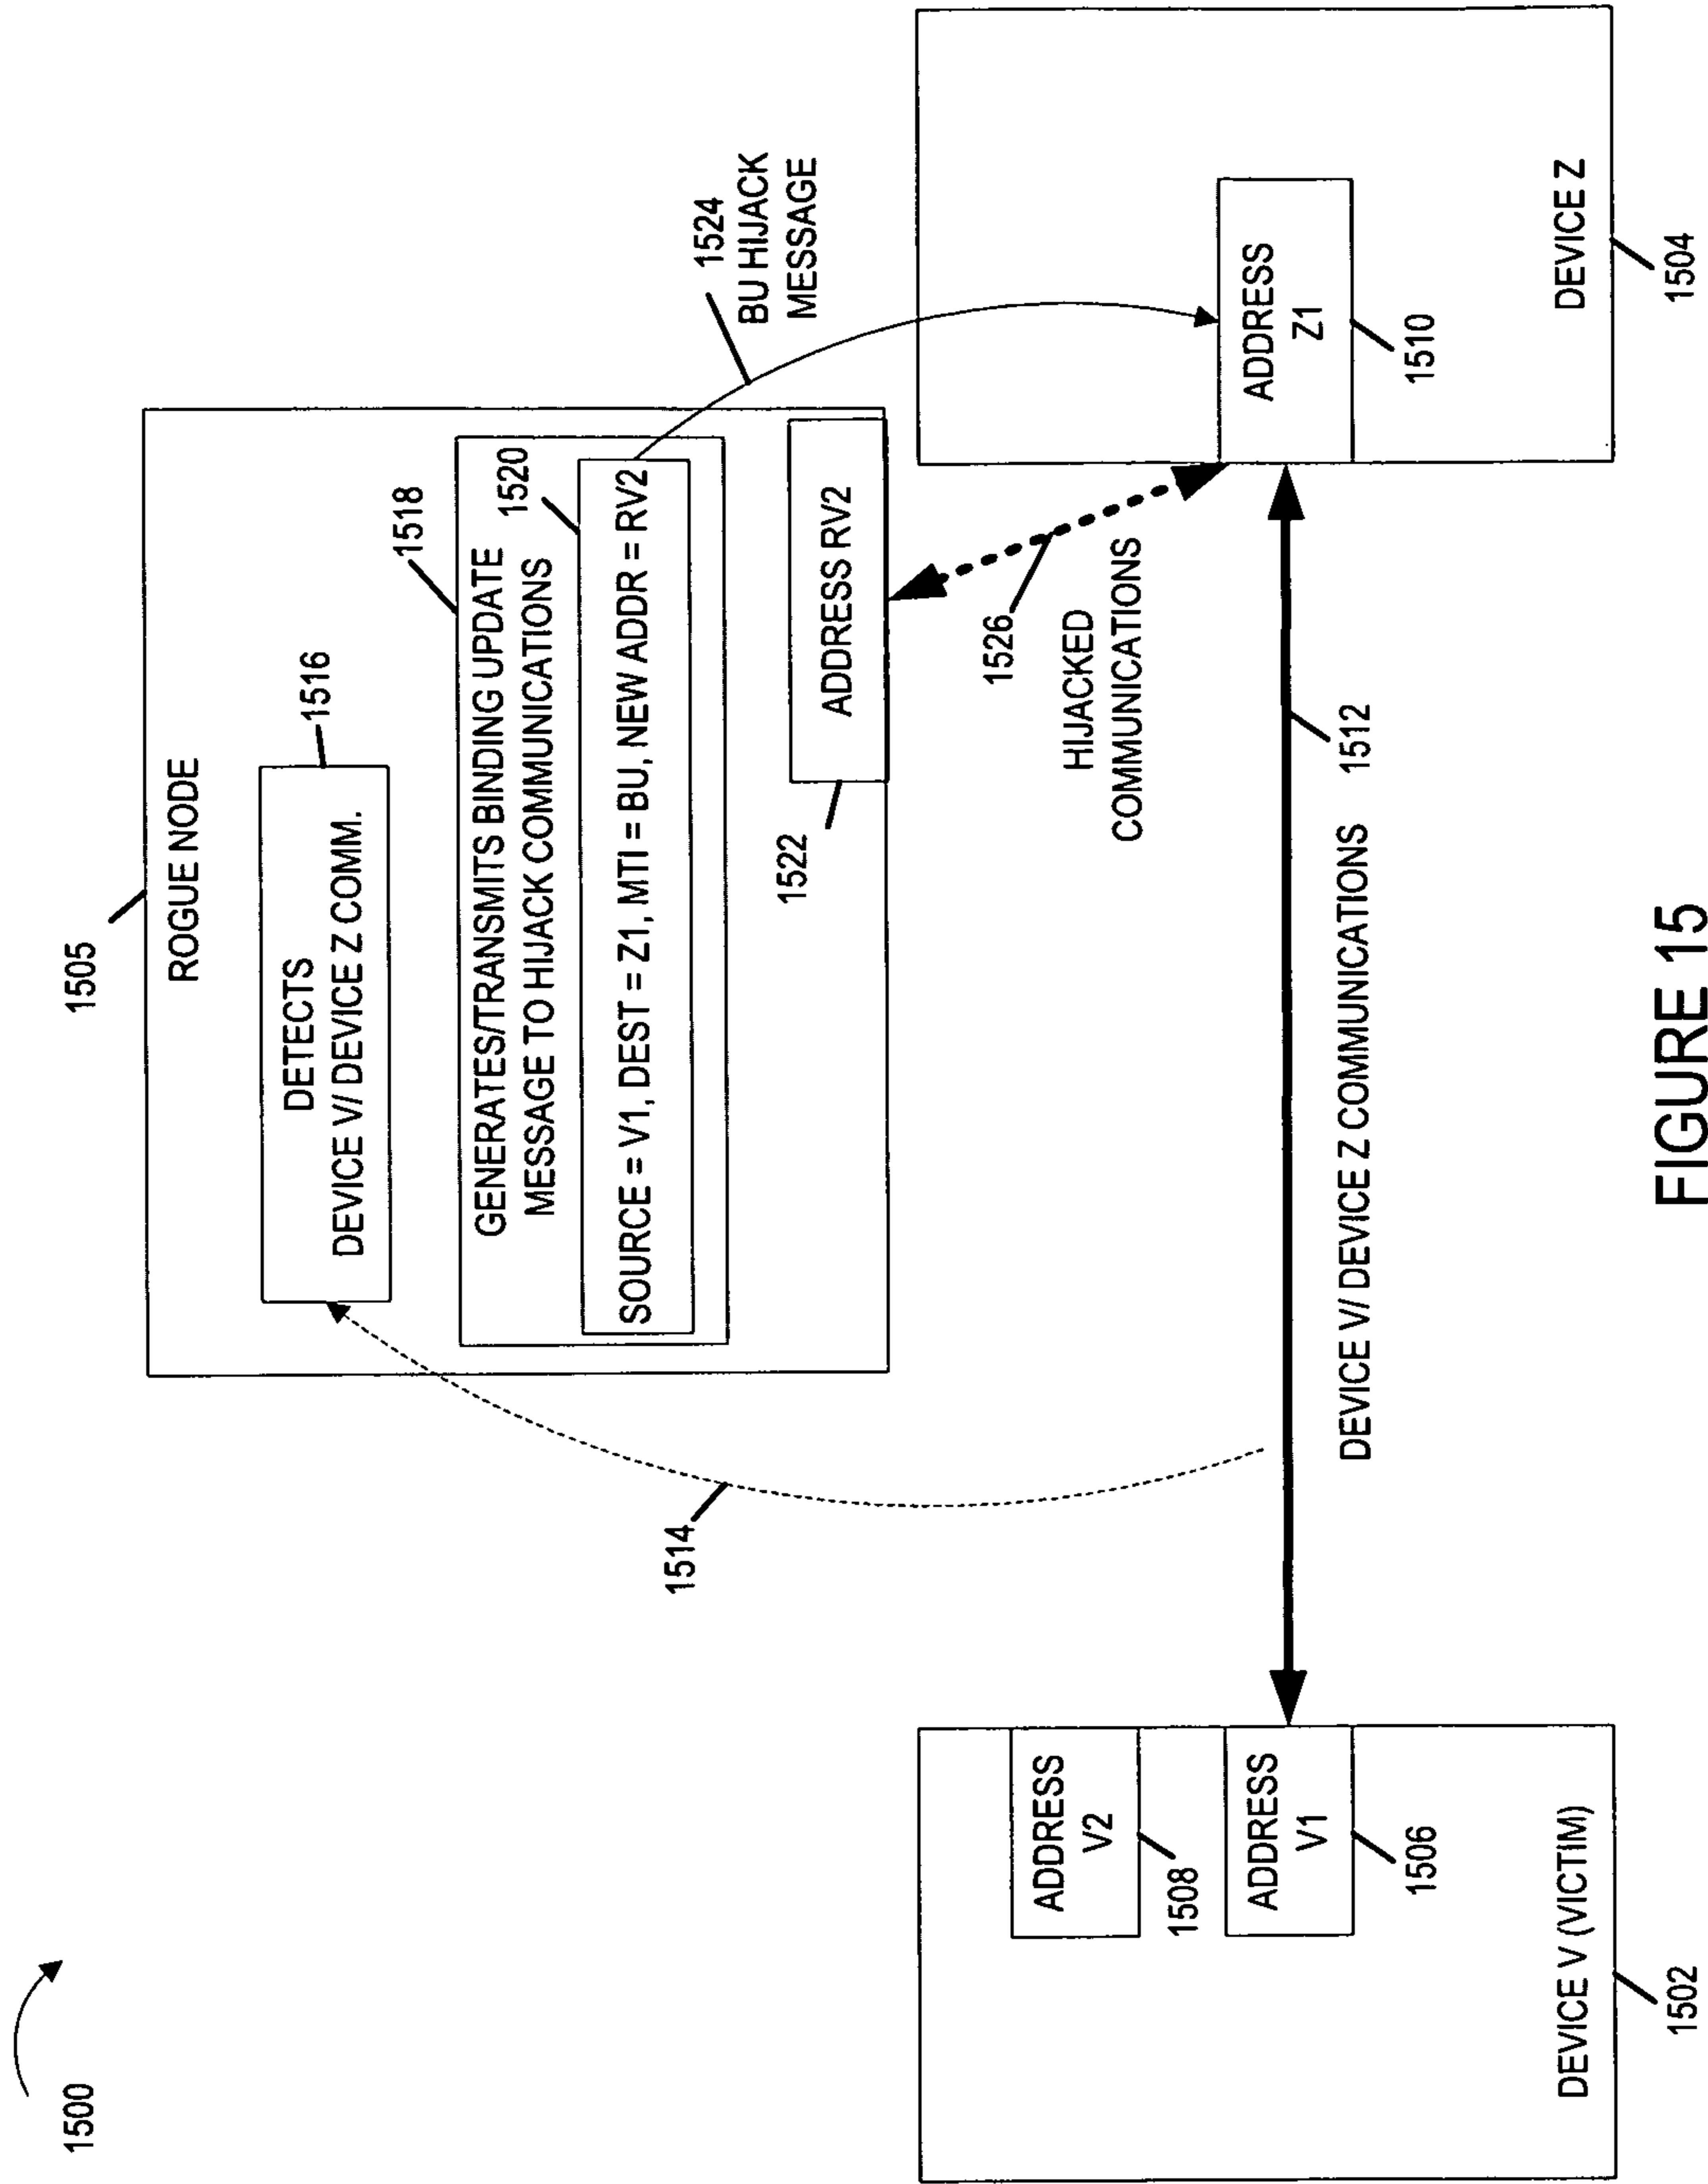 1500
1505
ROGUE NODE
DETECTS
DEVICE V/ DEVICE Z COMM.
1516
1518
GENERATES/TRANSMITS BINDING UPDATE
MESSAGE TO HIJACK COMMUNICATIONS
1520
SOURCE = V1, DEST = Z1, MTI = BU, NEW ADDR = RV2
ADDRESS RV2
1522
1524
BU HIJACK
MESSAGE
1514
1526
HIJACKED
COMMUNICATIONS
ADDRESS
V2
1508
ADDRESS
V1
1506
DEVICE V (VICTIM)
1502
DEVICE V/ DEVICE Z COMMUNICATIONS
1512
ADDRESS
Z1
1510
DEVICE Z
1504
FIGURE 15